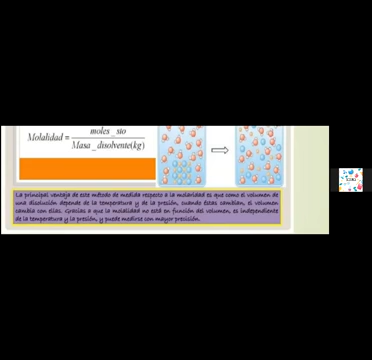 Molalidad = moles_sto
Masa_disolvente(kg)
La principal ventaja de este método de medida respecto a la molaridad es que como el volumen de
una disolución depende de la temperatura y de la presión, cuando éstas cambian, el volumen
cambia con ellas. Gracias a que la molalidad no está en función del volumen, es independiente
de la temperatura y la presión, y puede medirse con mayor precisión.